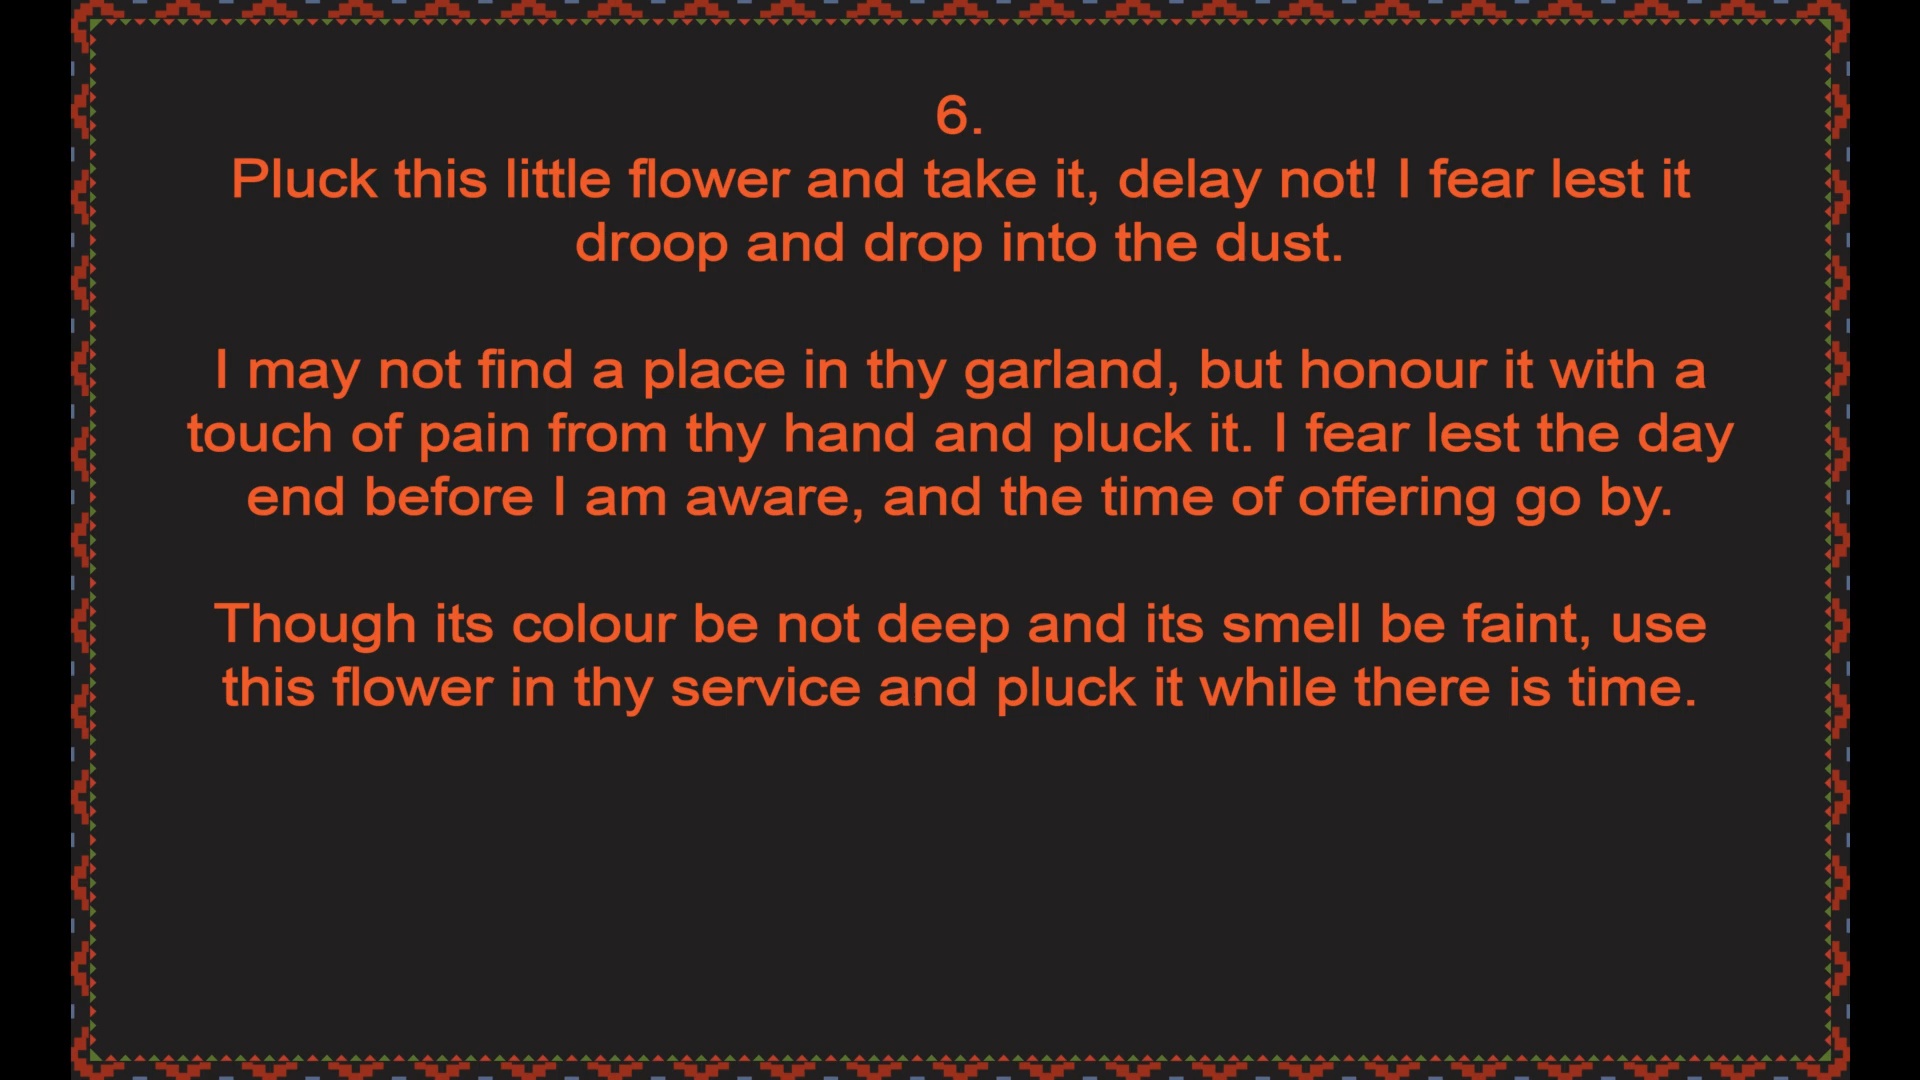 6.
Pluck this little flower and take it, delay not! I fear lest it
droop and drop into the dust.
I may not find a place in thy garland, but honour it with a
touch of pain from thy hand and pluck it. I fear lest the day
end before I am aware, and the time of offering go by.
Though its colour be not deep and its smell be faint, use
this flower in thy service and pluck it while there is time.